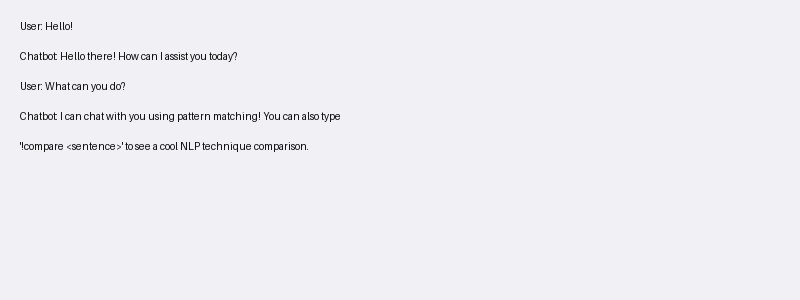 User: Hello!
Chatbot: Hello there! How can I assist you today?
User: What can you do?
Chatbot: I can chat with you using pattern matching! You can also type
'!compare <sentence>' to see a cool NLP technique comparison.